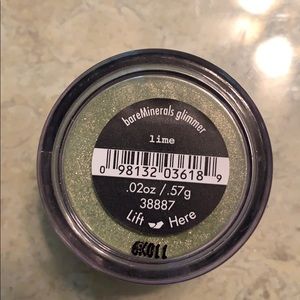 bareMinerals glimmer
lime
0 98132 03618 9
.02oz / .57g
38887
Lift Here